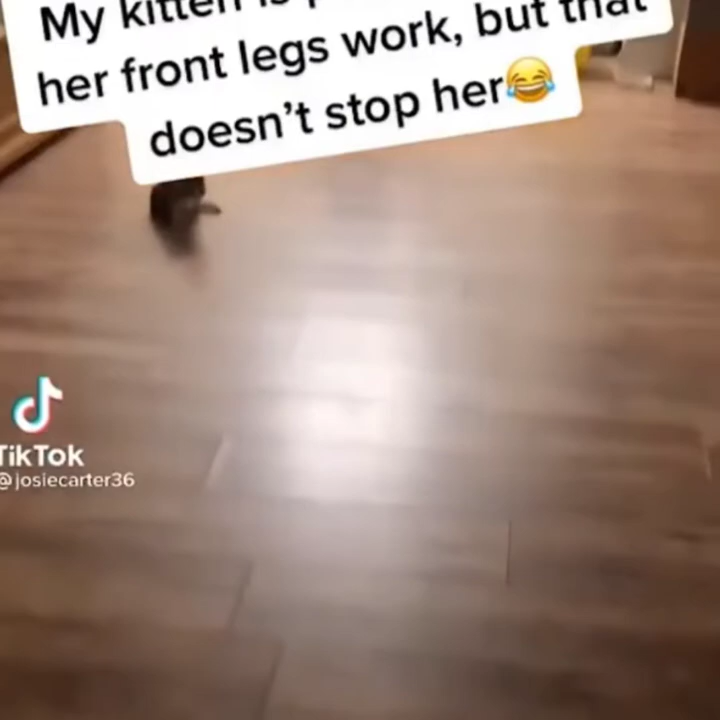 My kitten is
her front legs work, but that
doesn't stop her😂
TikTok
@josiecarter36